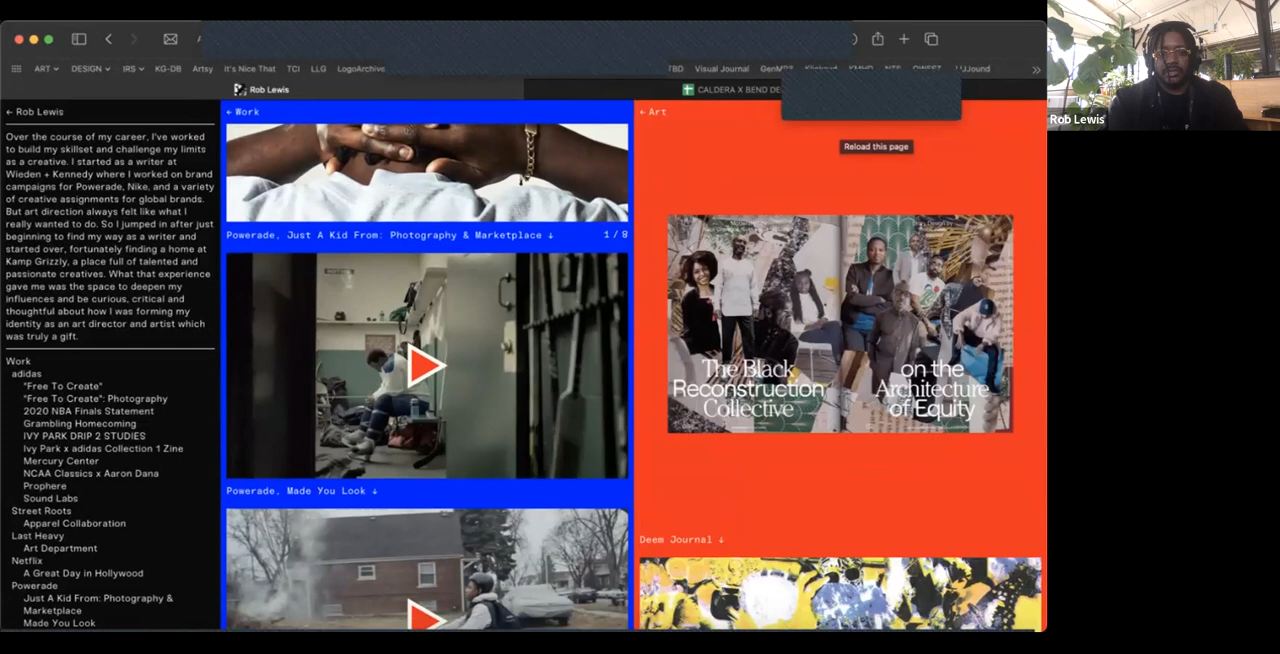 ART
DESIGN
IRS
KG-DB
Artsy
It's Nice That
TCI
LLG
LogoArchive
TBD
Visual Journal
Rob Lewis
CALDERA X BEND DE
← Rob Lewis
Over the course of my career, I've worked
to build my skillset and challenge my limits
as a creative. I started as a writer at
Wieden + Kennedy where I worked on brand
campaigns for Powerade, Nike, and a variety
of creative assignments for global brands.
But art direction always felt like what I
really wanted to do. So I jumped in after just
beginning to find my way as a writer and
started over, fortunately finding a home at
Kamp Grizzly, a place full of talented and
passionate creatives. What that experience
gave me was the space to deepen my
influences and be curious, critical and
thoughtful about how I was forming my
identity as an art director and artist which
was truly a gift.
Work
adidas
"Free To Create"
"Free To Create": Photography
2020 NBA Finals Statement
Grambling Homecoming
IVY PARK DRIP 2 STUDIES
Ivy Park x adidas Collection 1 Zine
Mercury Center
NCAA Classics x Aaron Dana
Prophere
Sound Labs
Street Roots
Apparel Collaboration
Last Heavy
Art Department
Netflix
A Great Day in Hollywood
Powerade
Just A Kid From: Photography &
Marketplace
Made You Look
← Work
Powerade, Just A Kid From: Photography & Marketplace ↓ 1/8
Powerade, Made You Look ↓
← Art
Reload this page
The Black
Reconstruction
Collective
on the
Architecture
of Equity
Deem Journal ↓
Rob Lewis